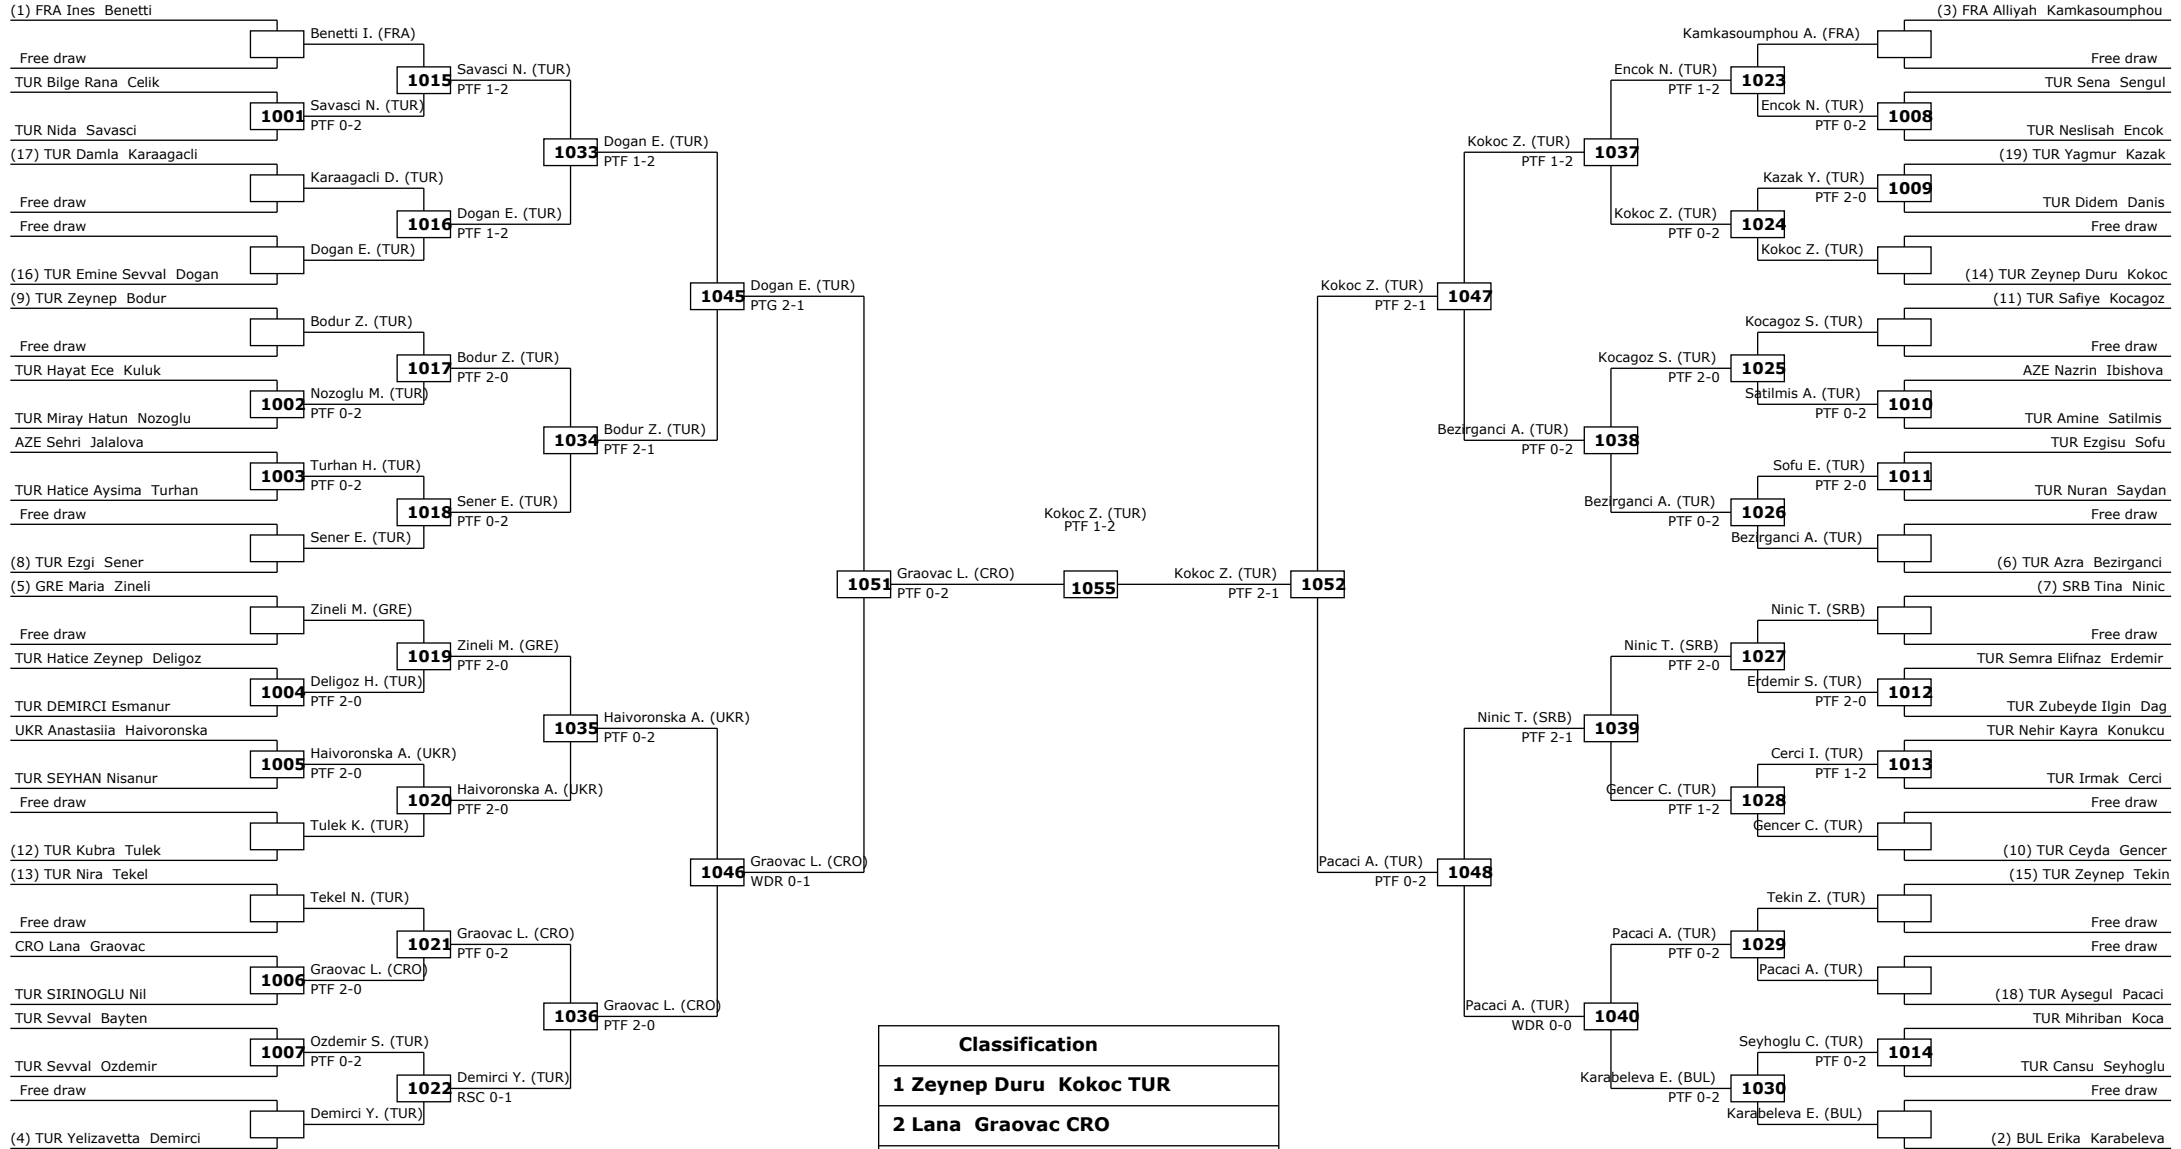 (1) FRA Ines Benetti
Free draw
TUR Bilge Rana Celik
TUR Nida Savasci
(17) TUR Damla Karaagacli
Free draw
Free draw
(16) TUR Emine Sevval Dogan
(9) TUR Zeynep Bodur
Free draw
TUR Hayat Ece Kuluk
TUR Miray Hatun Nozoglu
AZE Sehri Jalalova
TUR Hatice Aysima Turhan
Free draw
(8) TUR Ezgi Sener
(5) GRE Maria Zineli
Free draw
TUR Hatice Zeynep Deligoz
TUR DEMIRCI Esmanur
UKR Anastasiia Haivoronska
TUR SEYHAN Nisanur
Free draw
(12) TUR Kubra Tulek
(13) TUR Nira Tekel
Free draw
CRO Lana Graovac
TUR SIRINOGLU Nil
TUR Sevval Bayten
TUR Sevval Ozdemir
Free draw
(4) TUR Yelizavetta Demirci
Benetti I. (FRA)
1001
Savasci N. (TUR)
PTF 0-2
Karaagacli D. (TUR)
Dogan E. (TUR)
Bodur Z. (TUR)
1002
Nozoglu M. (TUR)
PTF 0-2
1003
Turhan H. (TUR)
PTF 0-2
Sener E. (TUR)
Zineli M. (GRE)
1004
Deligoz H. (TUR)
PTF 2-0
1005
Haivoronska A. (UKR)
PTF 2-0
Tulek K. (TUR)
Tekel N. (TUR)
1006
Graovac L. (CRO)
PTF 2-0
1007
Ozdemir S. (TUR)
PTF 0-2
Demirci Y. (TUR)
1015
Savasci N. (TUR)
PTF 1-2
1016
Dogan E. (TUR)
PTF 1-2
1017
Bodur Z. (TUR)
PTF 2-0
1018
Sener E. (TUR)
PTF 0-2
1019
Zineli M. (GRE)
PTF 2-0
1020
Haivoronska A. (UKR)
PTF 2-0
1021
Graovac L. (CRO)
PTF 0-2
1022
Demirci Y. (TUR)
RSC 0-1
1033
Dogan E. (TUR)
PTF 1-2
1034
Bodur Z. (TUR)
PTF 2-1
1035
Haivoronska A. (UKR)
PTF 0-2
1036
Graovac L. (CRO)
PTF 2-0
1045
Dogan E. (TUR)
PTG 2-1
1046
Graovac L. (CRO)
WDR 0-1
1051
Graovac L. (CRO)
PTF 0-2
Kokoc Z. (TUR)
PTF 1-2
1055
Kokoc Z. (TUR)
PTF 2-1
1052
Kokoc Z. (TUR)
PTF 2-1
1047
Pacaci A. (TUR)
PTF 0-2
1048
Kokoc Z. (TUR)
PTF 1-2
1037
Bezirganci A. (TUR)
PTF 0-2
1038
Ninic T. (SRB)
PTF 2-1
1039
Pacaci A. (TUR)
WDR 0-0
1040
Encok N. (TUR)
PTF 1-2
1023
Kokoc Z. (TUR)
PTF 0-2
1024
Kocagoz S. (TUR)
PTF 2-0
1025
Bezirganci A. (TUR)
PTF 0-2
1026
Ninic T. (SRB)
PTF 2-0
1027
Gencer C. (TUR)
PTF 1-2
1028
Pacaci A. (TUR)
PTF 0-2
1029
Karabeleva E. (BUL)
PTF 0-2
1030
Kamkasoumphou A. (FRA)
Encok N. (TUR)
PTF 0-2
1008
Kazak Y. (TUR)
PTF 2-0
1009
Kokoc Z. (TUR)
Kocagoz S. (TUR)
Satilmis A. (TUR)
PTF 0-2
1010
Sofu E. (TUR)
PTF 2-0
1011
Bezirganci A. (TUR)
Ninic T. (SRB)
Erdemir S. (TUR)
PTF 2-0
1012
Cerci I. (TUR)
PTF 1-2
1013
Gencer C. (TUR)
Tekin Z. (TUR)
Pacaci A. (TUR)
Seyhoglu C. (TUR)
PTF 0-2
1014
Karabeleva E. (BUL)
(3) FRA Alliyah Kamkasoumphou
Free draw
TUR Sena Sengul
TUR Neslisah Encok
(19) TUR Yagmur Kazak
TUR Didem Danis
Free draw
(14) TUR Zeynep Duru Kokoc
(11) TUR Safiye Kocagoz
Free draw
AZE Nazrin Ibishova
TUR Amine Satilmis
TUR Ezgisu Sofu
TUR Nuran Saydan
Free draw
(6) TUR Azra Bezirganci
(7) SRB Tina Ninic
Free draw
TUR Semra Elifnaz Erdemir
TUR Zubeyde Ilgin Dag
TUR Nehir Kayra Konukcu
TUR Irmak Cerci
Free draw
(10) TUR Ceyda Gencer
(15) TUR Zeynep Tekin
Free draw
Free draw
(18) TUR Aysegul Pacaci
TUR Mihriban Koca
TUR Cansu Seyhoglu
Free draw
(2) BUL Erika Karabeleva
Classification
1 Zeynep Duru Kokoc TUR
2 Lana Graovac CRO